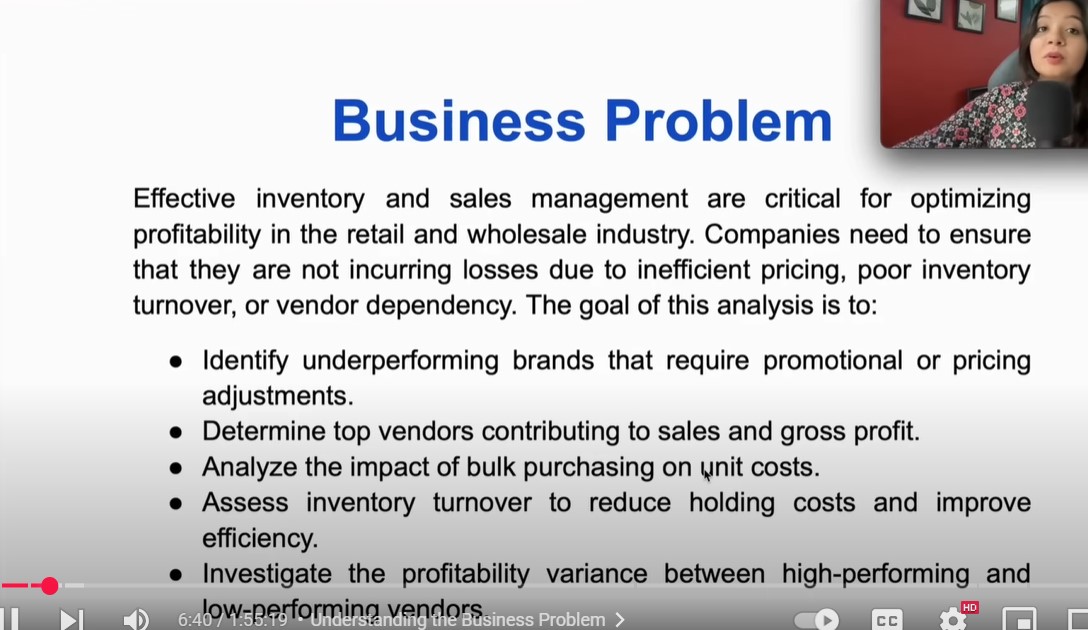 Business Problem
Effective inventory and sales management are critical for optimizing
profitability in the retail and wholesale industry. Companies need to ensure
that they are not incurring losses due to inefficient pricing, poor inventory
turnover, or vendor dependency. The goal of this analysis is to:
● Identify underperforming brands that require promotional or pricing
adjustments.
● Determine top vendors contributing to sales and gross profit.
● Analyze the impact of bulk purchasing on unit costs.
● Assess inventory turnover to reduce holding costs and improve
efficiency.
● Investigate the profitability variance between high-performing and
low-performing vendors.
6:40 / 1:55:19 • Understanding the Business Problem
CC
HD